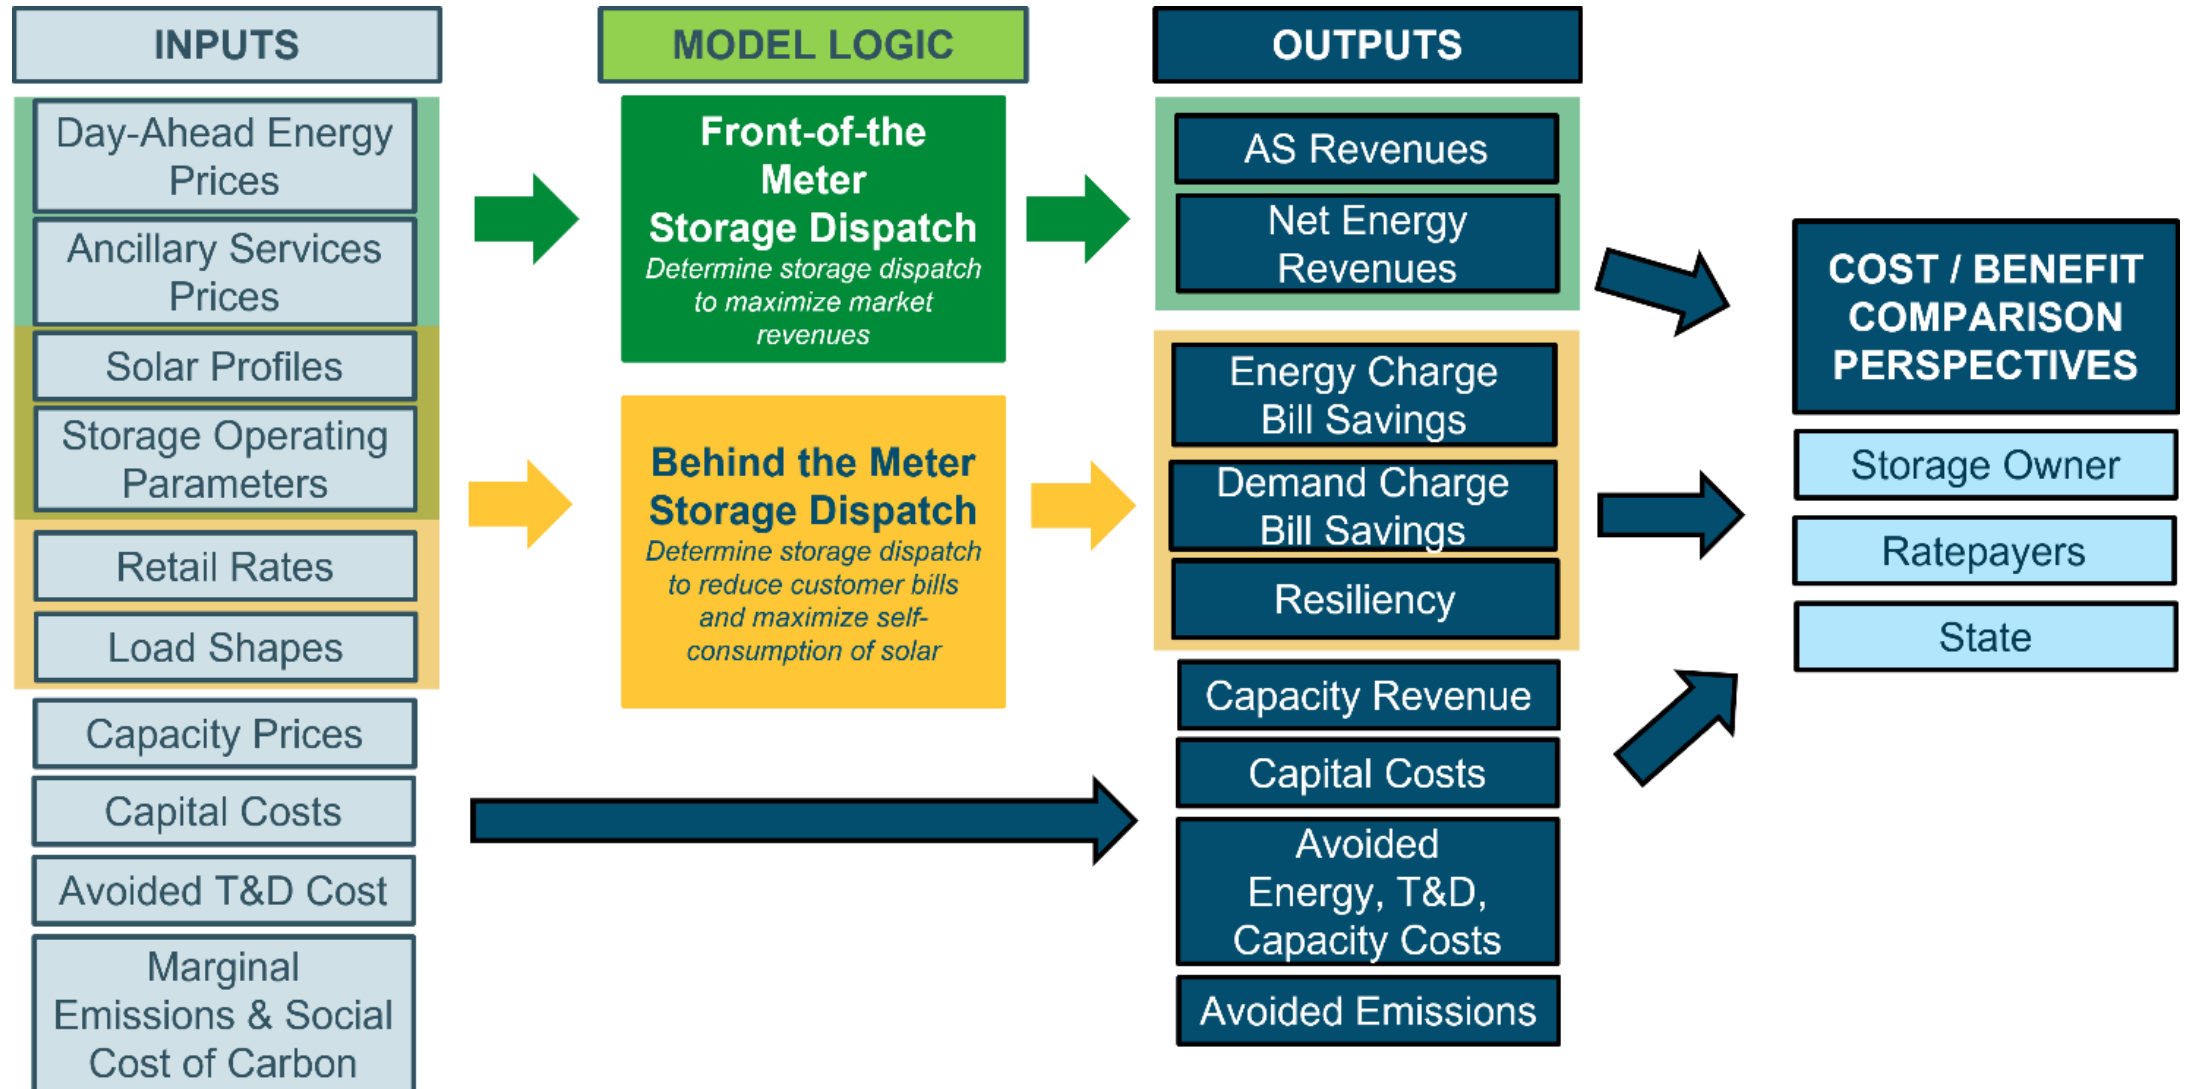 INPUTS
Day-Ahead Energy
Prices
Ancillary Services
Prices
Solar Profiles
Storage Operating
Parameters
Retail Rates
Load Shapes
Capacity Prices
Capital Costs
Avoided T&D Cost
Marginal
Emissions & Social
Cost of Carbon
MODEL LOGIC
Front-of-the
Meter
Storage Dispatch
Determine storage dispatch
to maximize market
revenues
Behind the Meter
Storage Dispatch
Determine storage dispatch
to reduce customer bills
and maximize self-
consumption of solar
OUTPUTS
AS Revenues
Net Energy
Revenues
Energy Charge
Bill Savings
Demand Charge
Bill Savings
Resiliency
Capacity Revenue
Capital Costs
Avoided
Energy, T&D,
Capacity Costs
Avoided Emissions
COST / BENEFIT
COMPARISON
PERSPECTIVES
Storage Owner
Ratepayers
State